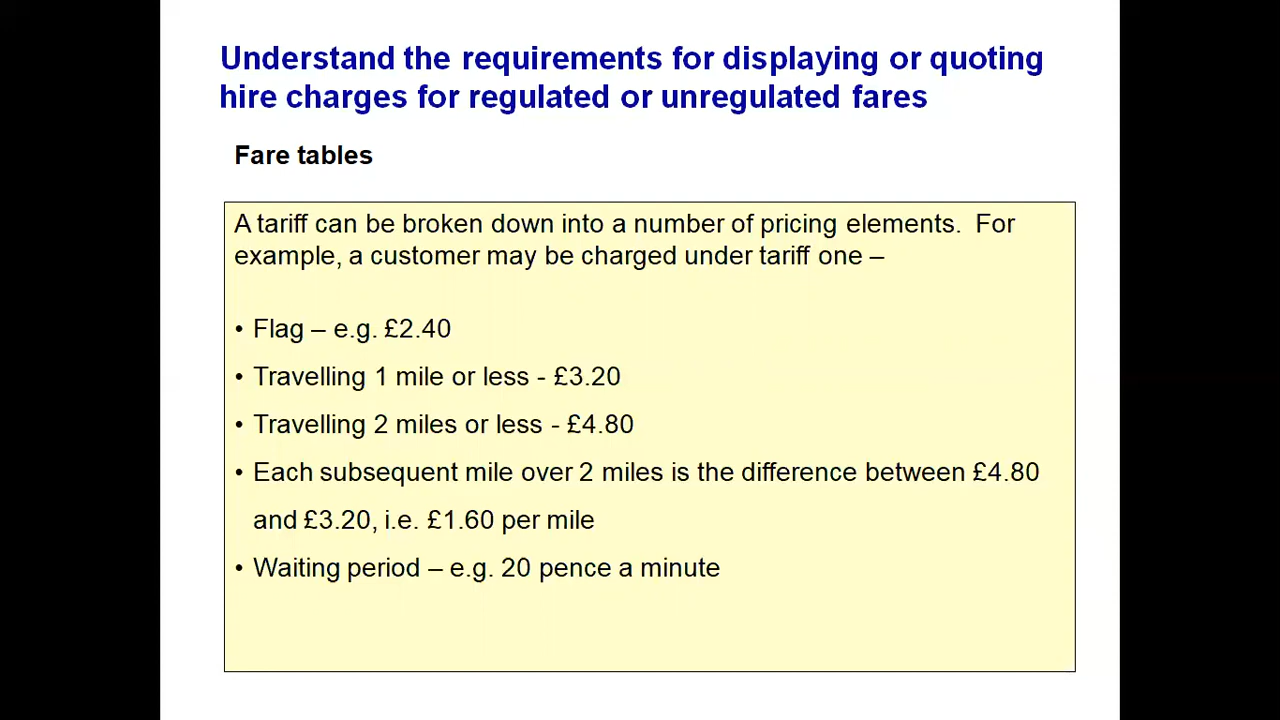 Understand the requirements for displaying or quoting
hire charges for regulated or unregulated fares
Fare tables
A tariff can be broken down into a number of pricing elements.  For
example, a customer may be charged under tariff one –
• Flag – e.g. £2.40
• Travelling 1 mile or less - £3.20
• Travelling 2 miles or less - £4.80
• Each subsequent mile over 2 miles is the difference between £4.80
and £3.20, i.e. £1.60 per mile
• Waiting period – e.g. 20 pence a minute